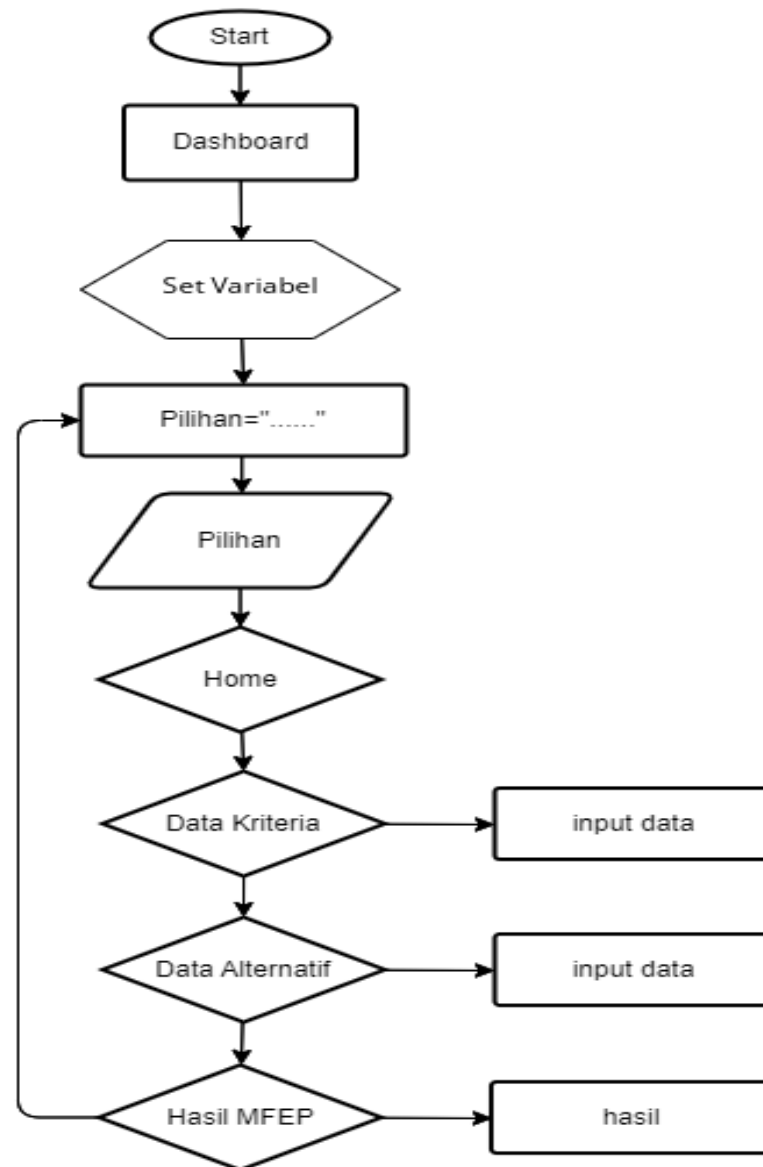 Start
Dashboard
Set Variabel
Pilihan="......"
Pilihan
Home
Data Kriteria
input data
Data Alternatif
input data
Hasil MFEP
hasil